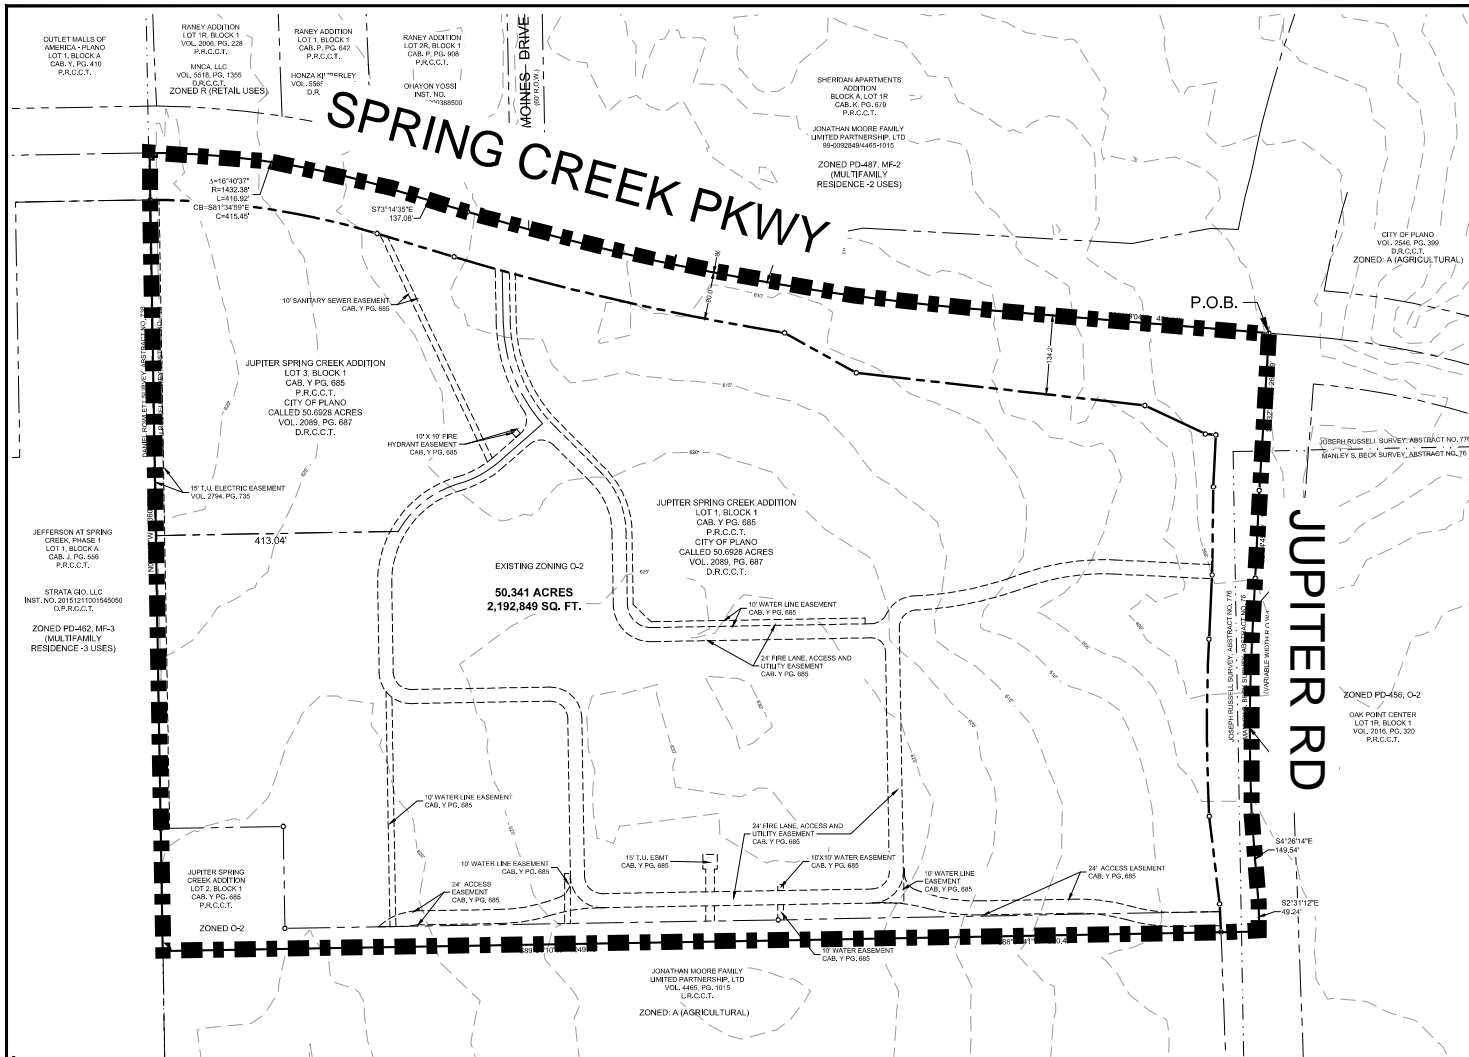 OUTLET MALLS OF
AMERICA - PLANO
LOT 1, BLOCK A
CAB. Y, PG. 410
P.R.C.C.T.
RANEY ADDITION
LOT 1R, BLOCK 1
VOL. 2006, PG. 228
P.R.C.C.T.
MNCA, LLC
VOL. 5518, PG. 1355
D.R.C.C.T.
ZONED R (RETAIL USES)
RANEY ADDITION
LOT 1, BLOCK 1
CAB. P, PG. 642
P.R.C.C.T.
RANEY ADDITION
LOT 2R, BLOCK 1
CAB. P, PG. 908
P.R.C.C.T.
OHAYON YOSSI
INST. NO.
MOINES DRIVE
(60' R.O.W.)
SPRING CREEK PKWY
SHERIDAN APARTMENTS
ADDITION
BLOCK A, LOT 1R
CAB. K, PG. 679
P.R.C.C.T.
JONATHAN MOORE FAMILY
LIMITED PARTNERSHIP, LTD
99-0092849/4465-1015
ZONED PD-487, MF-2
(MULTIFAMILY
RESIDENCE -2 USES)
CITY OF PLANO
VOL. 2546, PG. 399
D.R.C.C.T.
ZONED: A (AGRICULTURAL)
P.O.B.
Δ=16°40'37"
R=1432.38'
L=416.92'
CB=S81°34'59"E
C=415.45'
S73°14'35"E
137.08'
10' SANITARY SEWER EASEMENT
CAB. Y PG. 685
134.2'
JUPITER SPRING CREEK ADDITION
LOT 3, BLOCK 1
CAB. Y PG. 685
P.R.C.C.T.
CITY OF PLANO
CALLED 50.6928 ACRES
VOL. 2089, PG. 687
D.R.C.C.T.
10' X 10' FIRE
HYDRANT EASEMENT
CAB. Y PG. 685
15' T.U. ELECTRIC EASEMENT
VOL. 2794, PG. 735
413.04'
JOSEPH RUSSELL SURVEY, ABSTRACT NO. 776
MANLEY S. BECK SURVEY, ABSTRACT NO. 76
JUPITER SPRING CREEK ADDITION
LOT 1, BLOCK 1
CAB. Y PG. 685
P.R.C.C.T.
CITY OF PLANO
CALLED 50.6928 ACRES
VOL. 2089, PG. 687
D.R.C.C.T.
JEFFERSON AT SPRING
CREEK, PHASE 1
LOT 1, BLOCK A
CAB. J, PG. 556
P.R.C.C.T.
STRATA GIO, LLC
INST. NO. 20151211001545050
O.P.R.C.C.T.
ZONED PD-462, MF-3
(MULTIFAMILY
RESIDENCE -3 USES)
EXISTING ZONING O-2
50.341 ACRES
2,192,849 SQ. FT.
10' WATER LINE EASEMENT
CAB. Y PG. 685
24' FIRE LANE, ACCESS AND
UTILITY EASEMENT
CAB. Y PG. 685
JUPITER RD
JOSEPH RUSSELL SURVEY, ABSTRACT NO. 776
(VARIABLE WIDTH R.O.W.)
ZONED PD-456, O-2
OAK POINT CENTER
LOT 1R, BLOCK 1
VOL. 2016, PG. 320
P.R.C.C.T.
10' WATER LINE EASEMENT
CAB. Y PG. 685
24' FIRE LANE, ACCESS AND
UTILITY EASEMENT
CAB. Y PG. 685
S4°26'14"E
149.54'
10' WATER LINE EASEMENT
CAB. Y PG. 685
15' T.U. ESMT
CAB. Y PG. 685
10'X10' WATER EASEMENT
CAB. Y PG. 685
10' WATER LINE
EASEMENT
CAB. Y PG. 685
24' ACCESS EASEMENT
CAB. Y PG. 685
24' ACCESS
EASEMENT
CAB. Y PG. 685
JUPITER SPRING
CREEK ADDITION
LOT 2, BLOCK 1
CAB. Y PG. 685
P.R.C.C.T.
ZONED O-2
S2°31'12"E
49.24'
10' WATER EASEMENT
CAB. Y PG. 685
JONATHAN MOORE FAMILY
LIMITED PARTNERSHIP, LTD
VOL. 4465, PG. 1015
L.R.C.C.T.
ZONED: A (AGRICULTURAL)